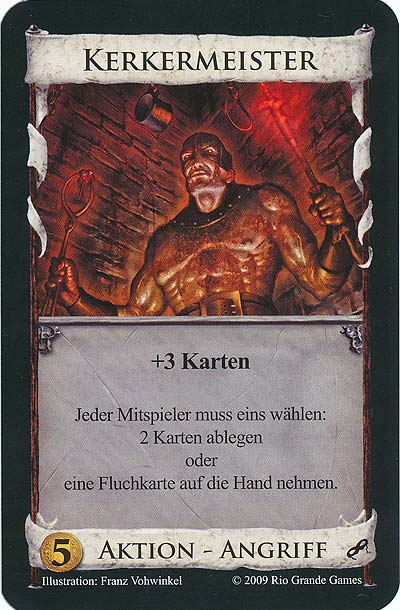 KERKERMEISTER
+3 Karten
Jeder Mitspieler muss eins wählen:
2 Karten ablegen
oder
eine Fluchkarte auf die Hand nehmen.
5 AKTION - ANGRIFF
Illustration: Franz Vohwinkel © 2009 Rio Grande Games